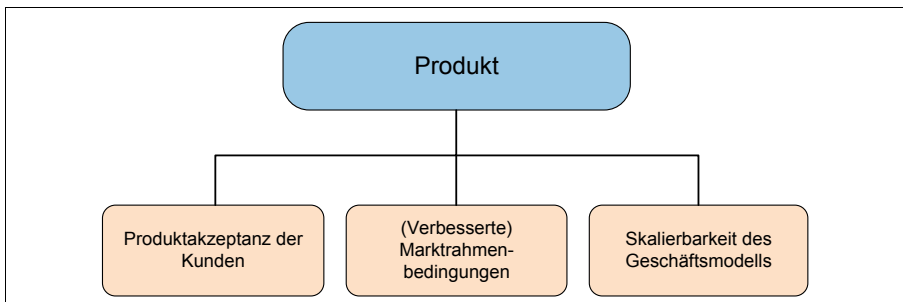 Produkt
Produktakzeptanz der
Kunden
(Verbesserte)
Marktrahmen-
bedingungen
Skalierbarkeit des
Geschäftsmodells